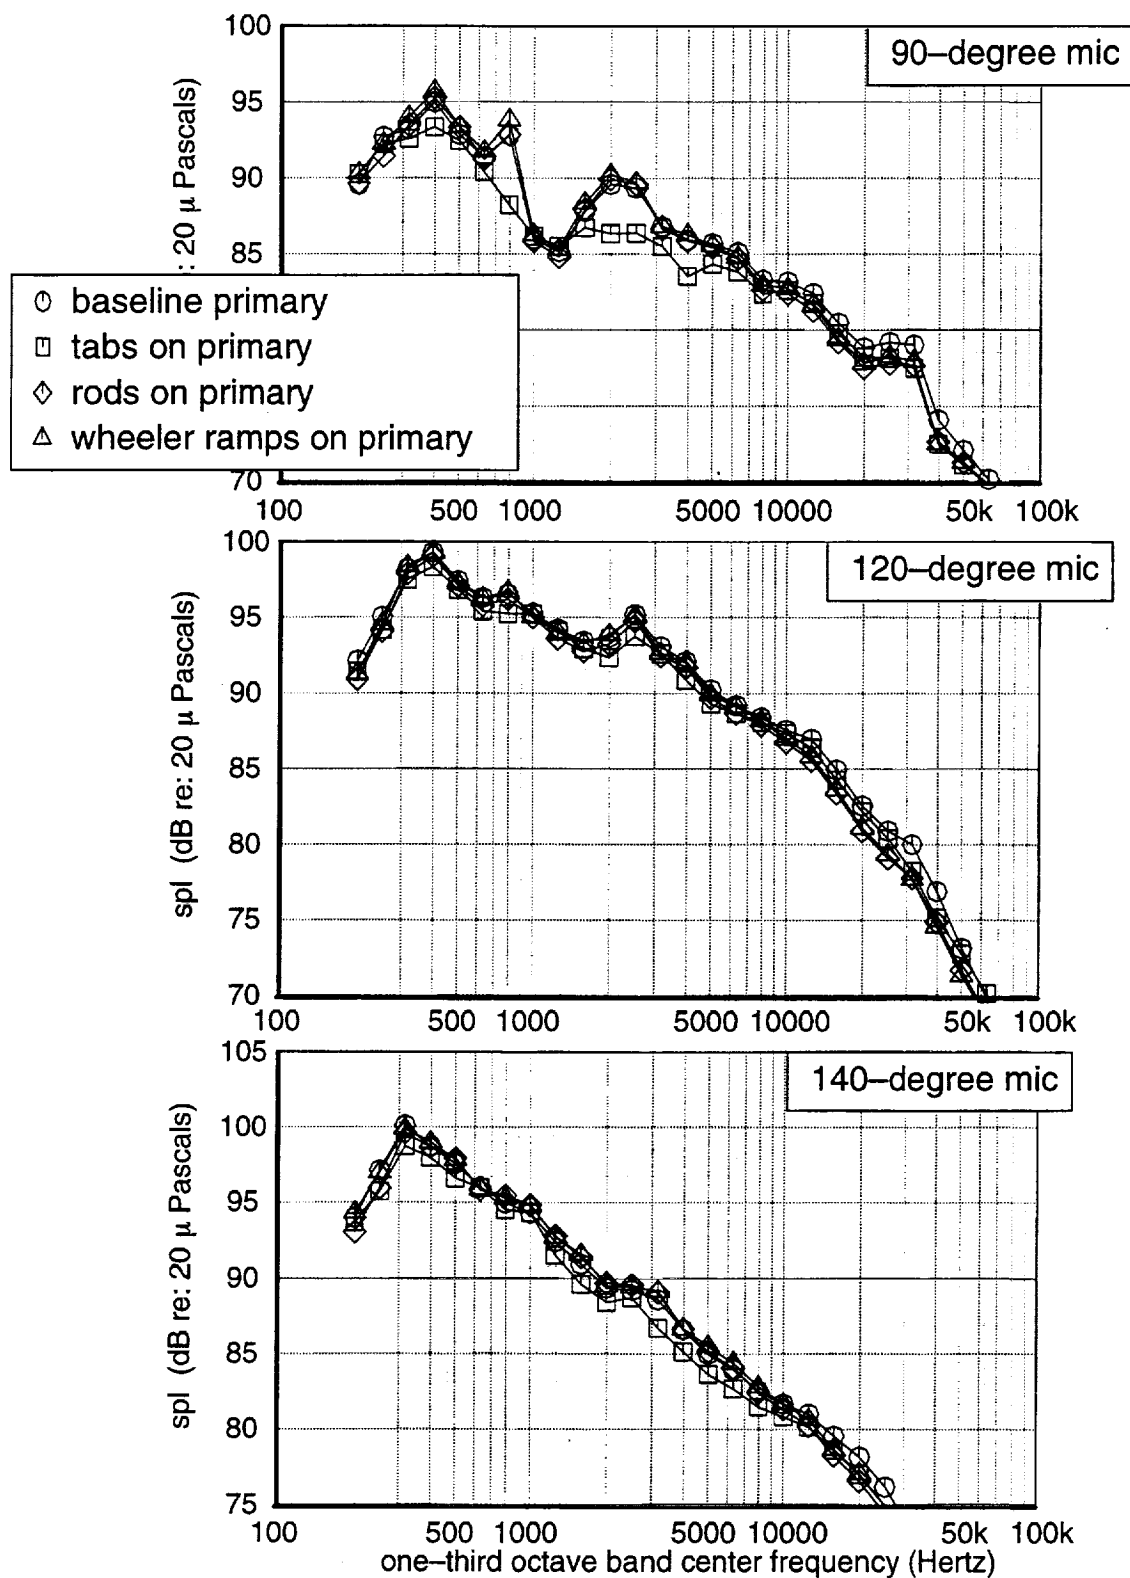 100
90–degree mic
95
90
85
: 20 µ Pascals)
baseline primary
tabs on primary
rods on primary
wheeler ramps on primary
70
100 500 1000 5000 10000 50k 100k
100
120–degree mic
95
90
85
80
75
70
spl (dB re: 20 µ Pascals)
100 500 1000 5000 10000 50k 100k
105
140–degree mic
100
95
90
85
80
75
spl (dB re: 20 µ Pascals)
100 500 1000 5000 10000 50k 100k
one–third octave band center frequency (Hertz)